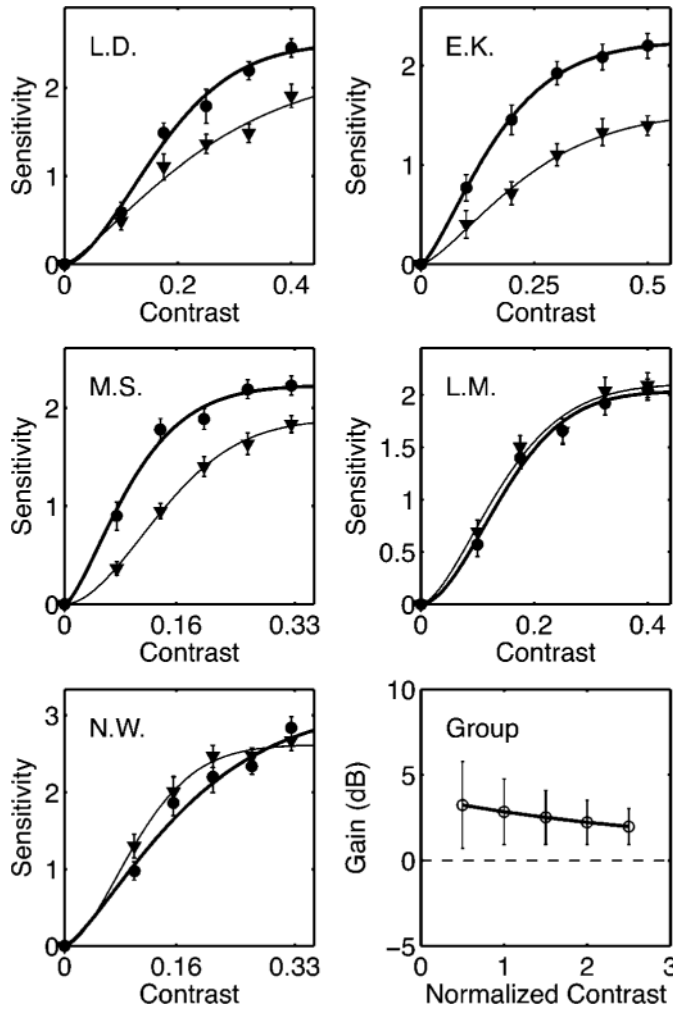 L.D.
Sensitivity
2
1
0
0
0.2
0.4
Contrast
E.K.
Sensitivity
2
1
0
0
0.25
0.5
Contrast
M.S.
Sensitivity
2
1
0
0
0.16
0.33
Contrast
L.M.
Sensitivity
2
1.5
1
0.5
0
0
0.2
0.4
Contrast
N.W.
Sensitivity
3
2
1
0
0
0.16
0.33
Contrast
Group
Gain (dB)
10
5
0
−5
0
1
2
3
Normalized Contrast